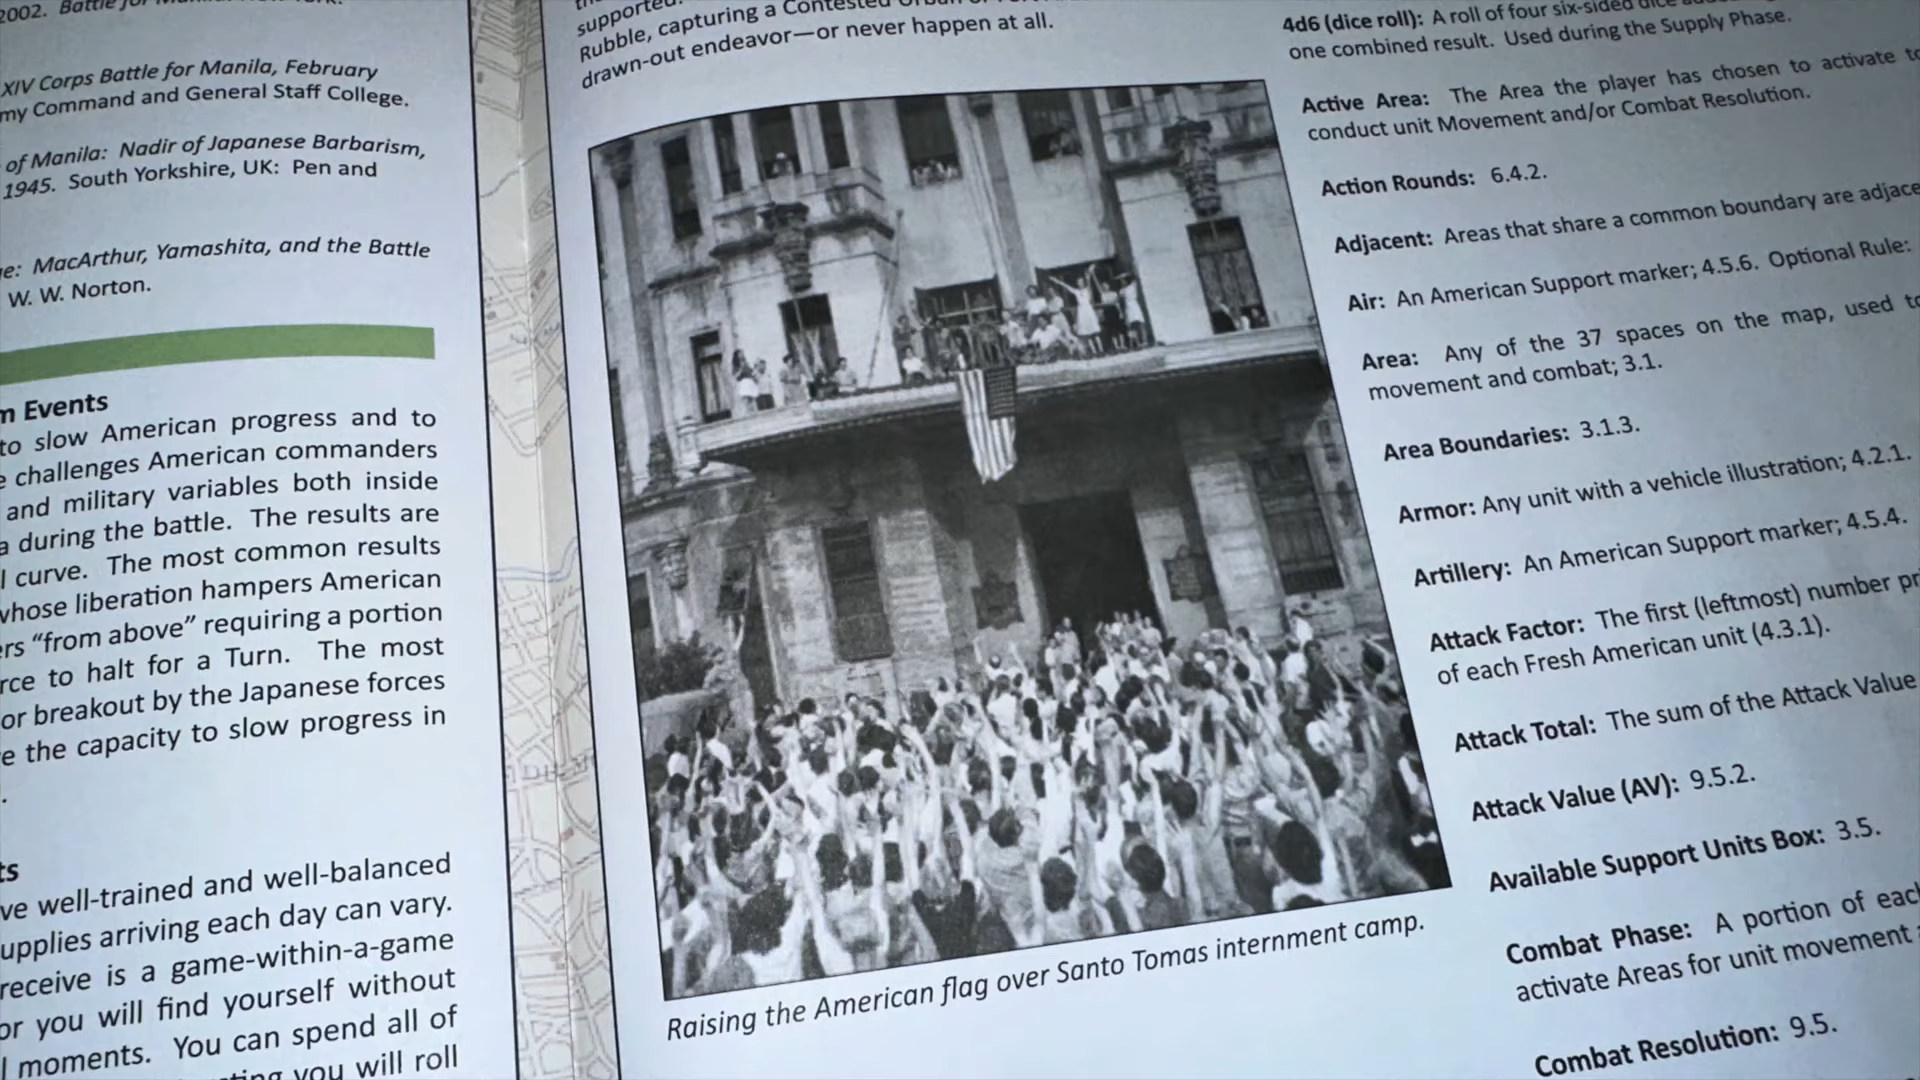 2002. Battle for Manila. New York:
XIV Corps Battle for Manila, February
my Command and General Staff College.
of Manila: Nadir of Japanese Barbarism,
1945. South Yorkshire, UK: Pen and
e: MacArthur, Yamashita, and the Battle
W. W. Norton.
m Events
to slow American progress and to
e challenges American commanders
and military variables both inside
a during the battle. The results are
l curve. The most common results
whose liberation hampers American
ers “from above” requiring a portion
rce to halt for a Turn. The most
or breakout by the Japanese forces
e the capacity to slow progress in
.
ts
ve well-trained and well-balanced
upplies arriving each day can vary.
receive is a game-within-a-game
or you will find yourself without
l moments. You can spend all of
you will roll
supported.
Rubble, capturing a Contested Urban
drawn-out endeavor—or never happen at all.
Raising the American flag over Santo Tomas internment camp.
4d6 (dice roll): A roll of four six-sided dice
one combined result. Used during the Supply Phase.
Active Area: The Area the player has chosen to activate to
conduct unit Movement and/or Combat Resolution.
Action Rounds: 6.4.2.
Adjacent: Areas that share a common boundary are adjace
Air: An American Support marker; 4.5.6. Optional Rule:
Area: Any of the 37 spaces on the map, used to
movement and combat; 3.1.
Area Boundaries: 3.1.3.
Armor: Any unit with a vehicle illustration; 4.2.1.
Artillery: An American Support marker; 4.5.4.
Attack Factor: The first (leftmost) number pr
of each Fresh American unit (4.3.1).
Attack Total: The sum of the Attack Value
Attack Value (AV): 9.5.2.
Available Support Units Box: 3.5.
Combat Phase: A portion of each
activate Areas for unit movement
Combat Resolution: 9.5.